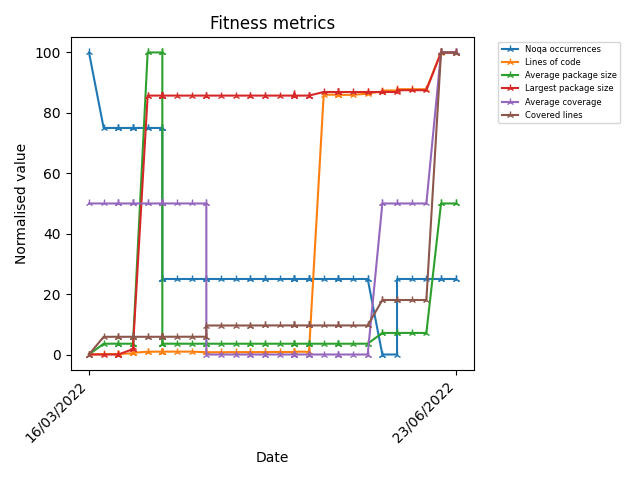 Fitness metrics
100
80
60
40
20
0
Normalised value
16/03/2022
23/06/2022
Date
Noqa occurrences
Lines of code
Average package size
Largest package size
Average coverage
Covered lines